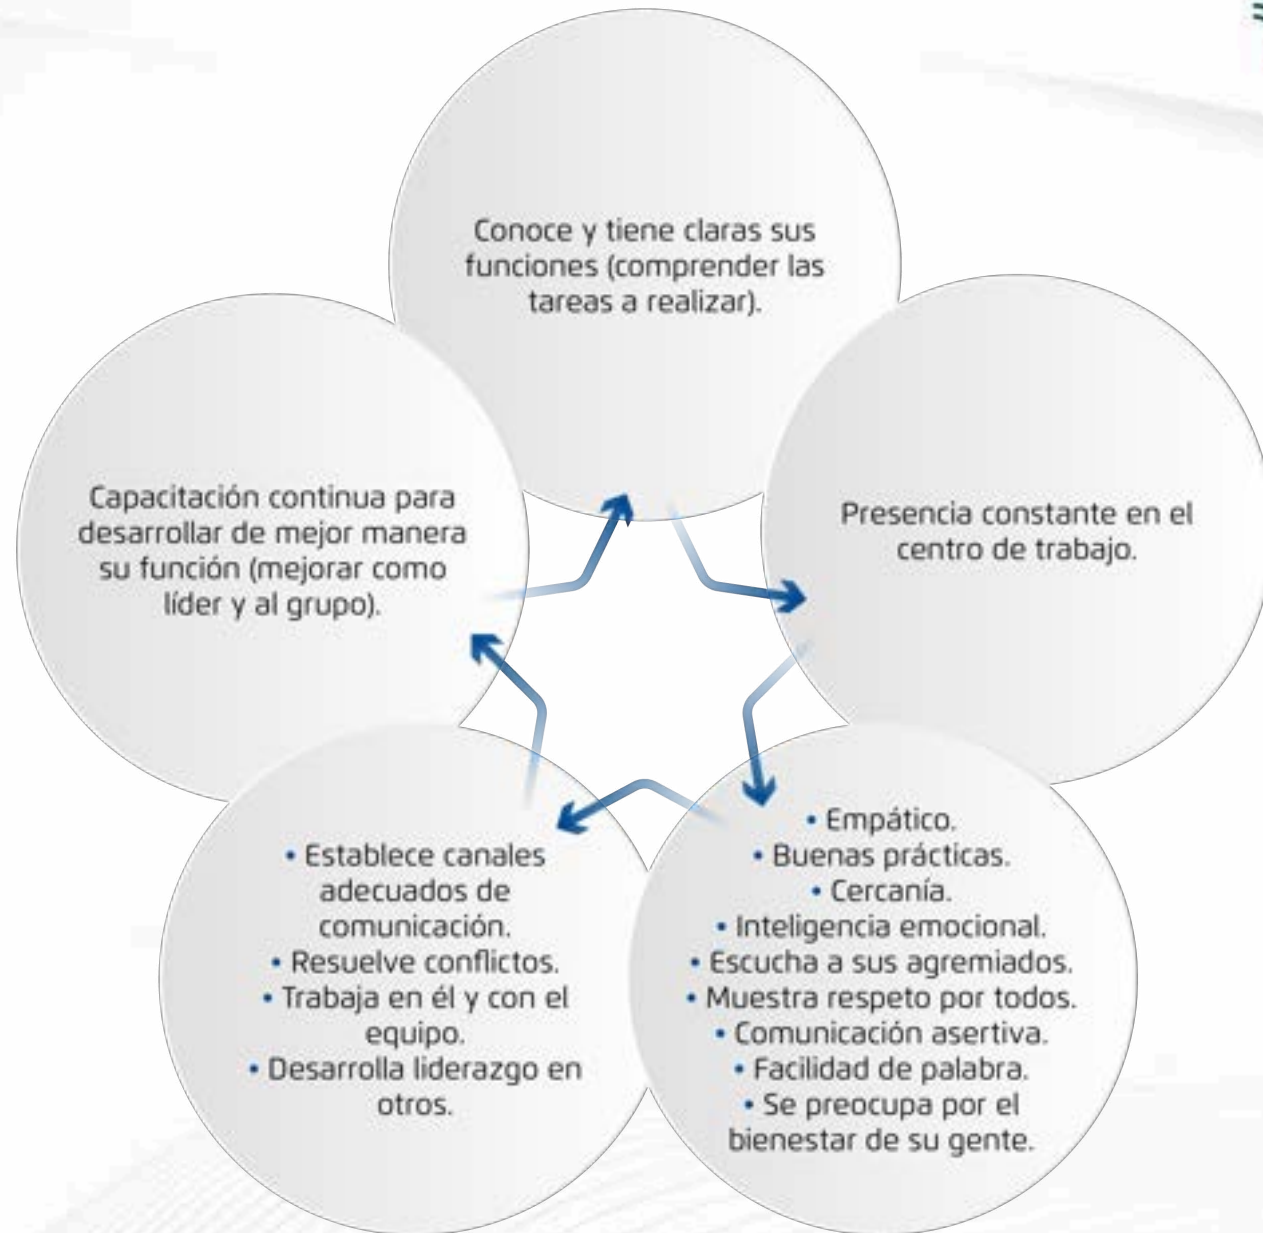 Conoce y tiene claras sus
funciones (comprender las
tareas a realizar).
Presencia constante en el
centro de trabajo.
• Empático.
• Buenas prácticas.
• Cercanía.
• Inteligencia emocional.
• Escucha a sus agremiados.
• Muestra respeto por todos.
• Comunicación asertiva.
• Facilidad de palabra.
• Se preocupa por el
bienestar de su gente.
• Establece canales
adecuados de
comunicación.
• Resuelve conflictos.
• Trabaja en él y con el
equipo.
• Desarrolla liderazgo en
otros.
Capacitación continua para
desarrollar de mejor manera
su función (mejorar como
líder y al grupo).